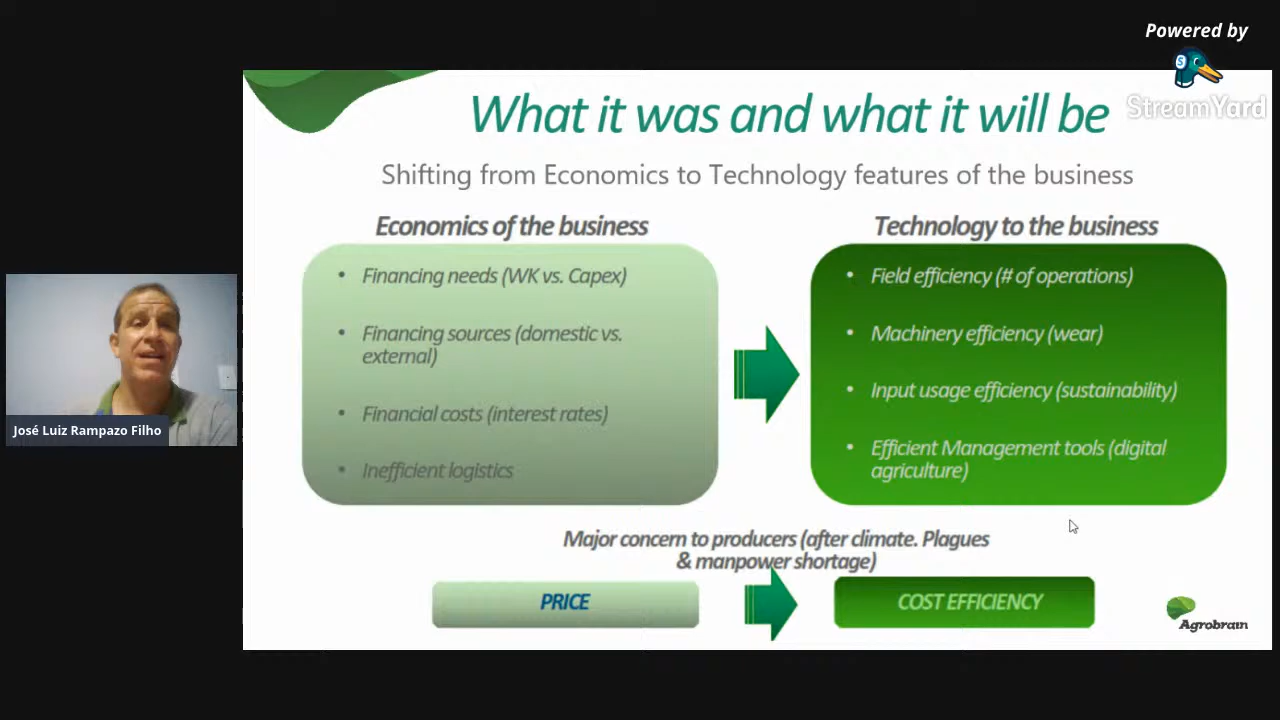 Powered by
StreamYard
What it was and what it will be
Shifting from Economics to Technology features of the business
Economics of the business
• Financing needs (WK vs. Capex)
• Financing sources (domestic vs.
external)
• Financial costs (interest rates)
• Inefficient logistics
Technology to the business
• Field efficiency (# of operations)
• Machinery efficiency (wear)
• Input usage efficiency (sustainability)
• Efficient Management tools (digital
agriculture)
José Luiz Rampazo Filho
Major concern to producers (after climate. Plagues
& manpower shortage)
PRICE
COST EFFICIENCY
Agrobrain